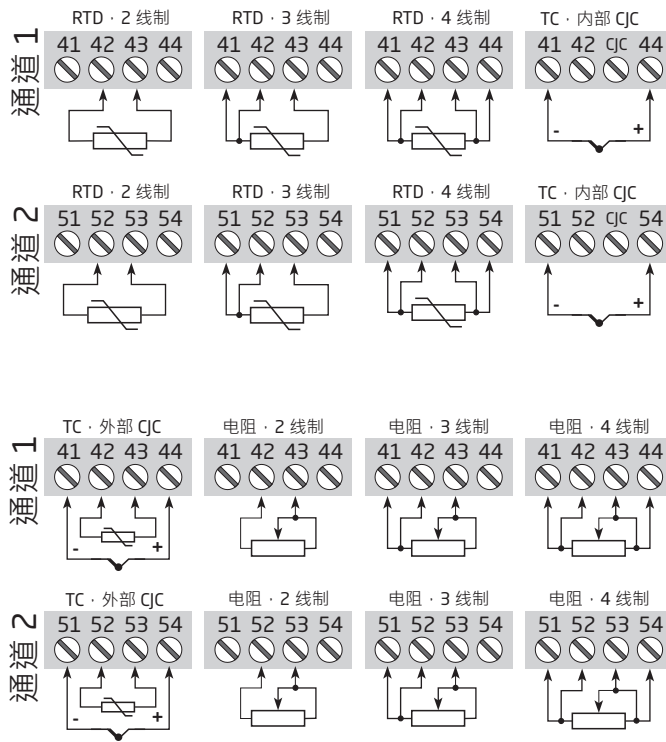 RTD · 2 线制 RTD · 3 线制 RTD · 4 线制 TC · 内部 CJC
通道 1
41 42 43 44 41 42 43 44 41 42 43 44 41 42 CJC 44
- +
RTD · 2 线制 RTD · 3 线制 RTD · 4 线制 TC · 内部 CJC
通道 2
51 52 53 54 51 52 53 54 51 52 53 54 51 52 CJC 54
- +
TC · 外部 CJC 电阻 · 2 线制 电阻 · 3 线制 电阻 · 4 线制
通道 1
41 42 43 44 41 42 43 44 41 42 43 44 41 42 43 44
- +
TC · 外部 CJC 电阻 · 2 线制 电阻 · 3 线制 电阻 · 4 线制
通道 2
51 52 53 54 51 52 53 54 51 52 53 54 51 52 53 54
- +